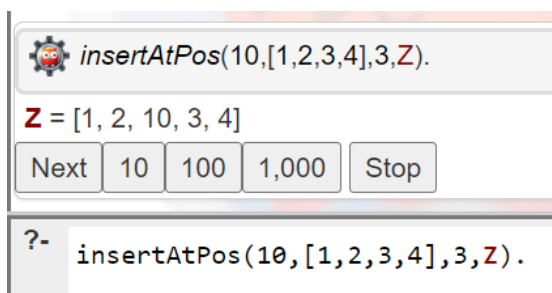 insertAtPos(10,[1,2,3,4],3,Z).
Z = [1, 2, 10, 3, 4]
Next 10 100 1,000 Stop
?- insertAtPos(10,[1,2,3,4],3,Z).